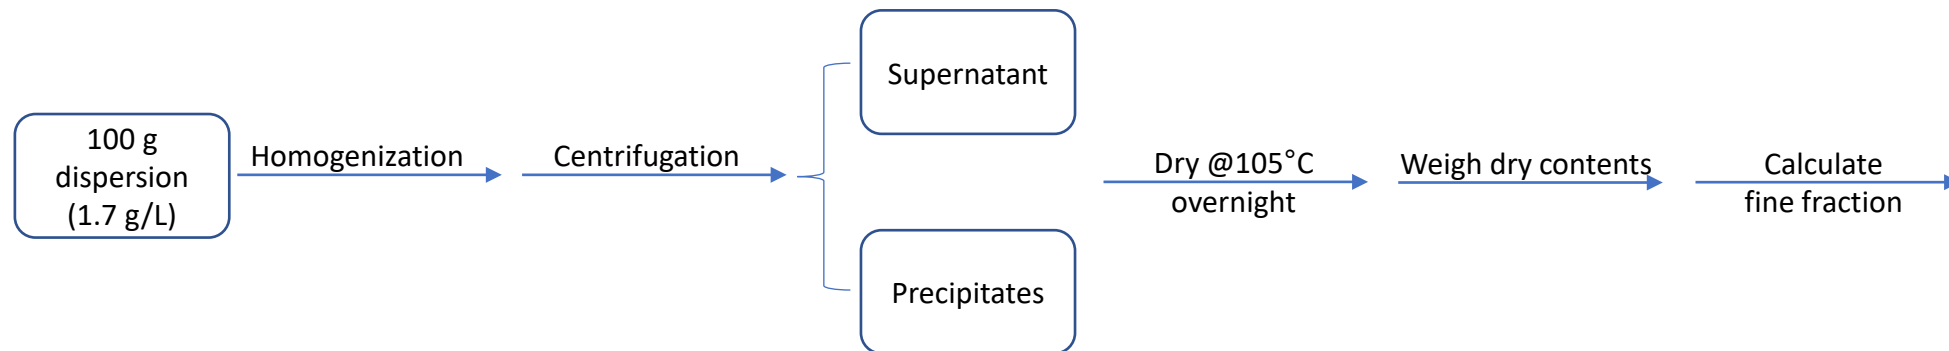 100 g
dispersion
(1.7 g/L)
Homogenization
Centrifugation
Supernatant
Precipitates
Dry @105°C
overnight
Weigh dry contents
Calculate
fine fraction